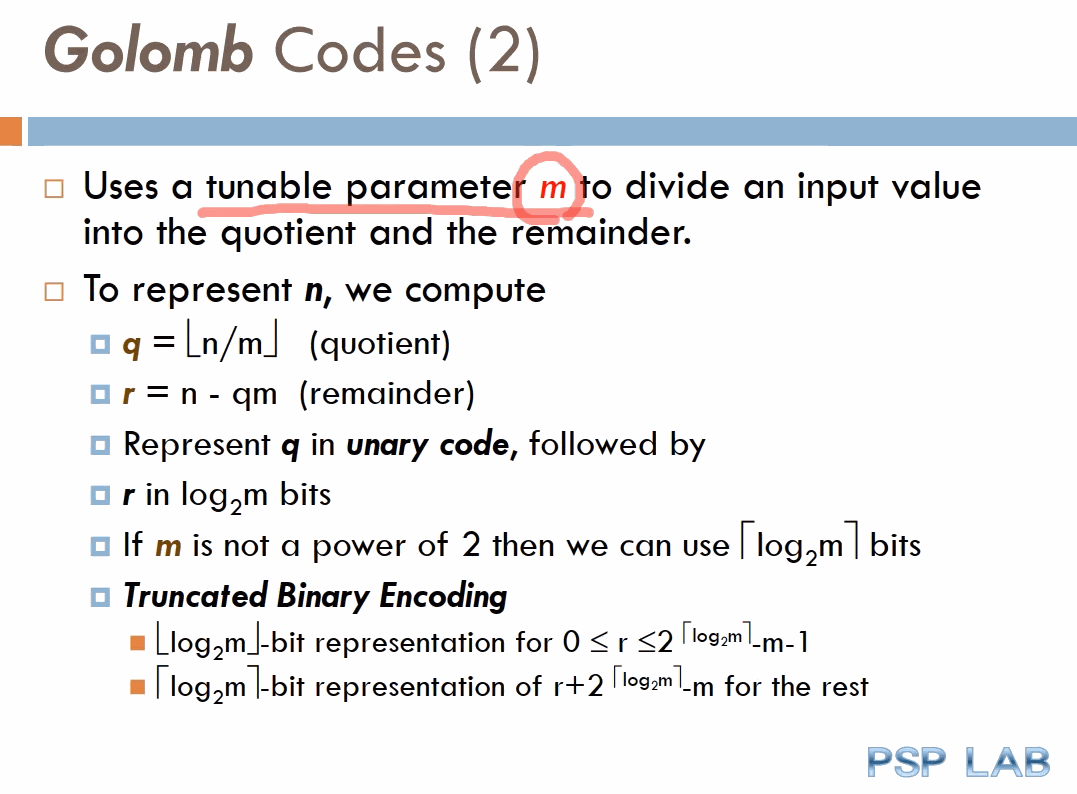 Golomb Codes (2)
Uses a tunable parameter m to divide an input value
into the quotient and the remainder.
To represent n, we compute
q = ⌊n/m⌋ (quotient)
r = n - qm (remainder)
Represent q in unary code, followed by
r in log₂m bits
If m is not a power of 2 then we can use ⌈log₂m⌉ bits
Truncated Binary Encoding
⌊log₂m⌋-bit representation for 0 ≤ r ≤2 ⌈log₂m⌉-m-1
⌈log₂m⌉-bit representation of r+2 ⌈log₂m⌉-m for the rest
PSP LAB